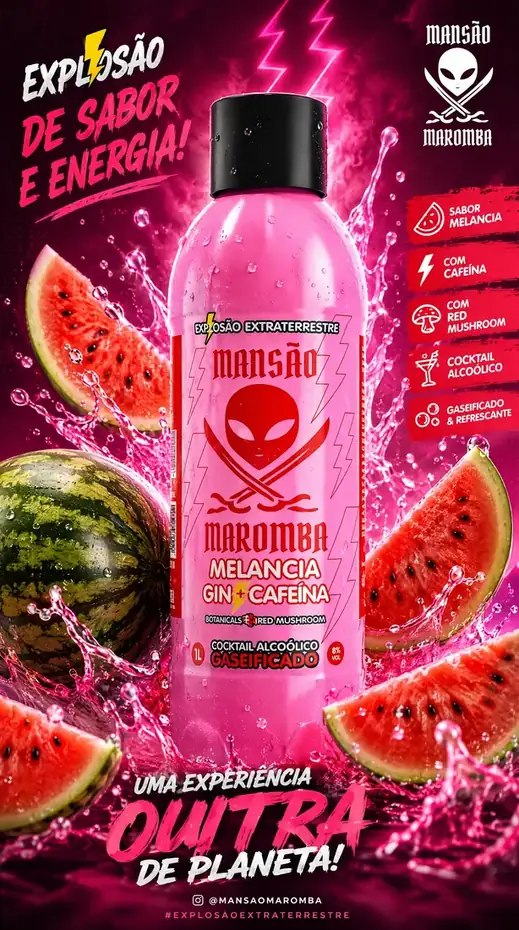 EXPLOSÃO
DE SABOR
E ENERGIA!
MANSÃO
MAROMBA
SABOR
MELANCIA
COM
CAFEÍNA
COM
RED
MUSHROOM
COCKTAIL
ALCOÓLICO
GASEIFICADO
& REFRESCANTE
EXPLOSÃO EXTRATERRESTRE
MANSÃO
MAROMBA
MELANCIA
GIN + CAFEÍNA
BOTANICALS RED MUSHROOM
COCKTAIL ALCOÓLICO
GASEIFICADO
1L
8%
VOL
UMA EXPERIÊNCIA
OUITRA
DE PLANETA!
@MANSAOMAROMBA
#EXPLOSAOEXTRATERRESTRE